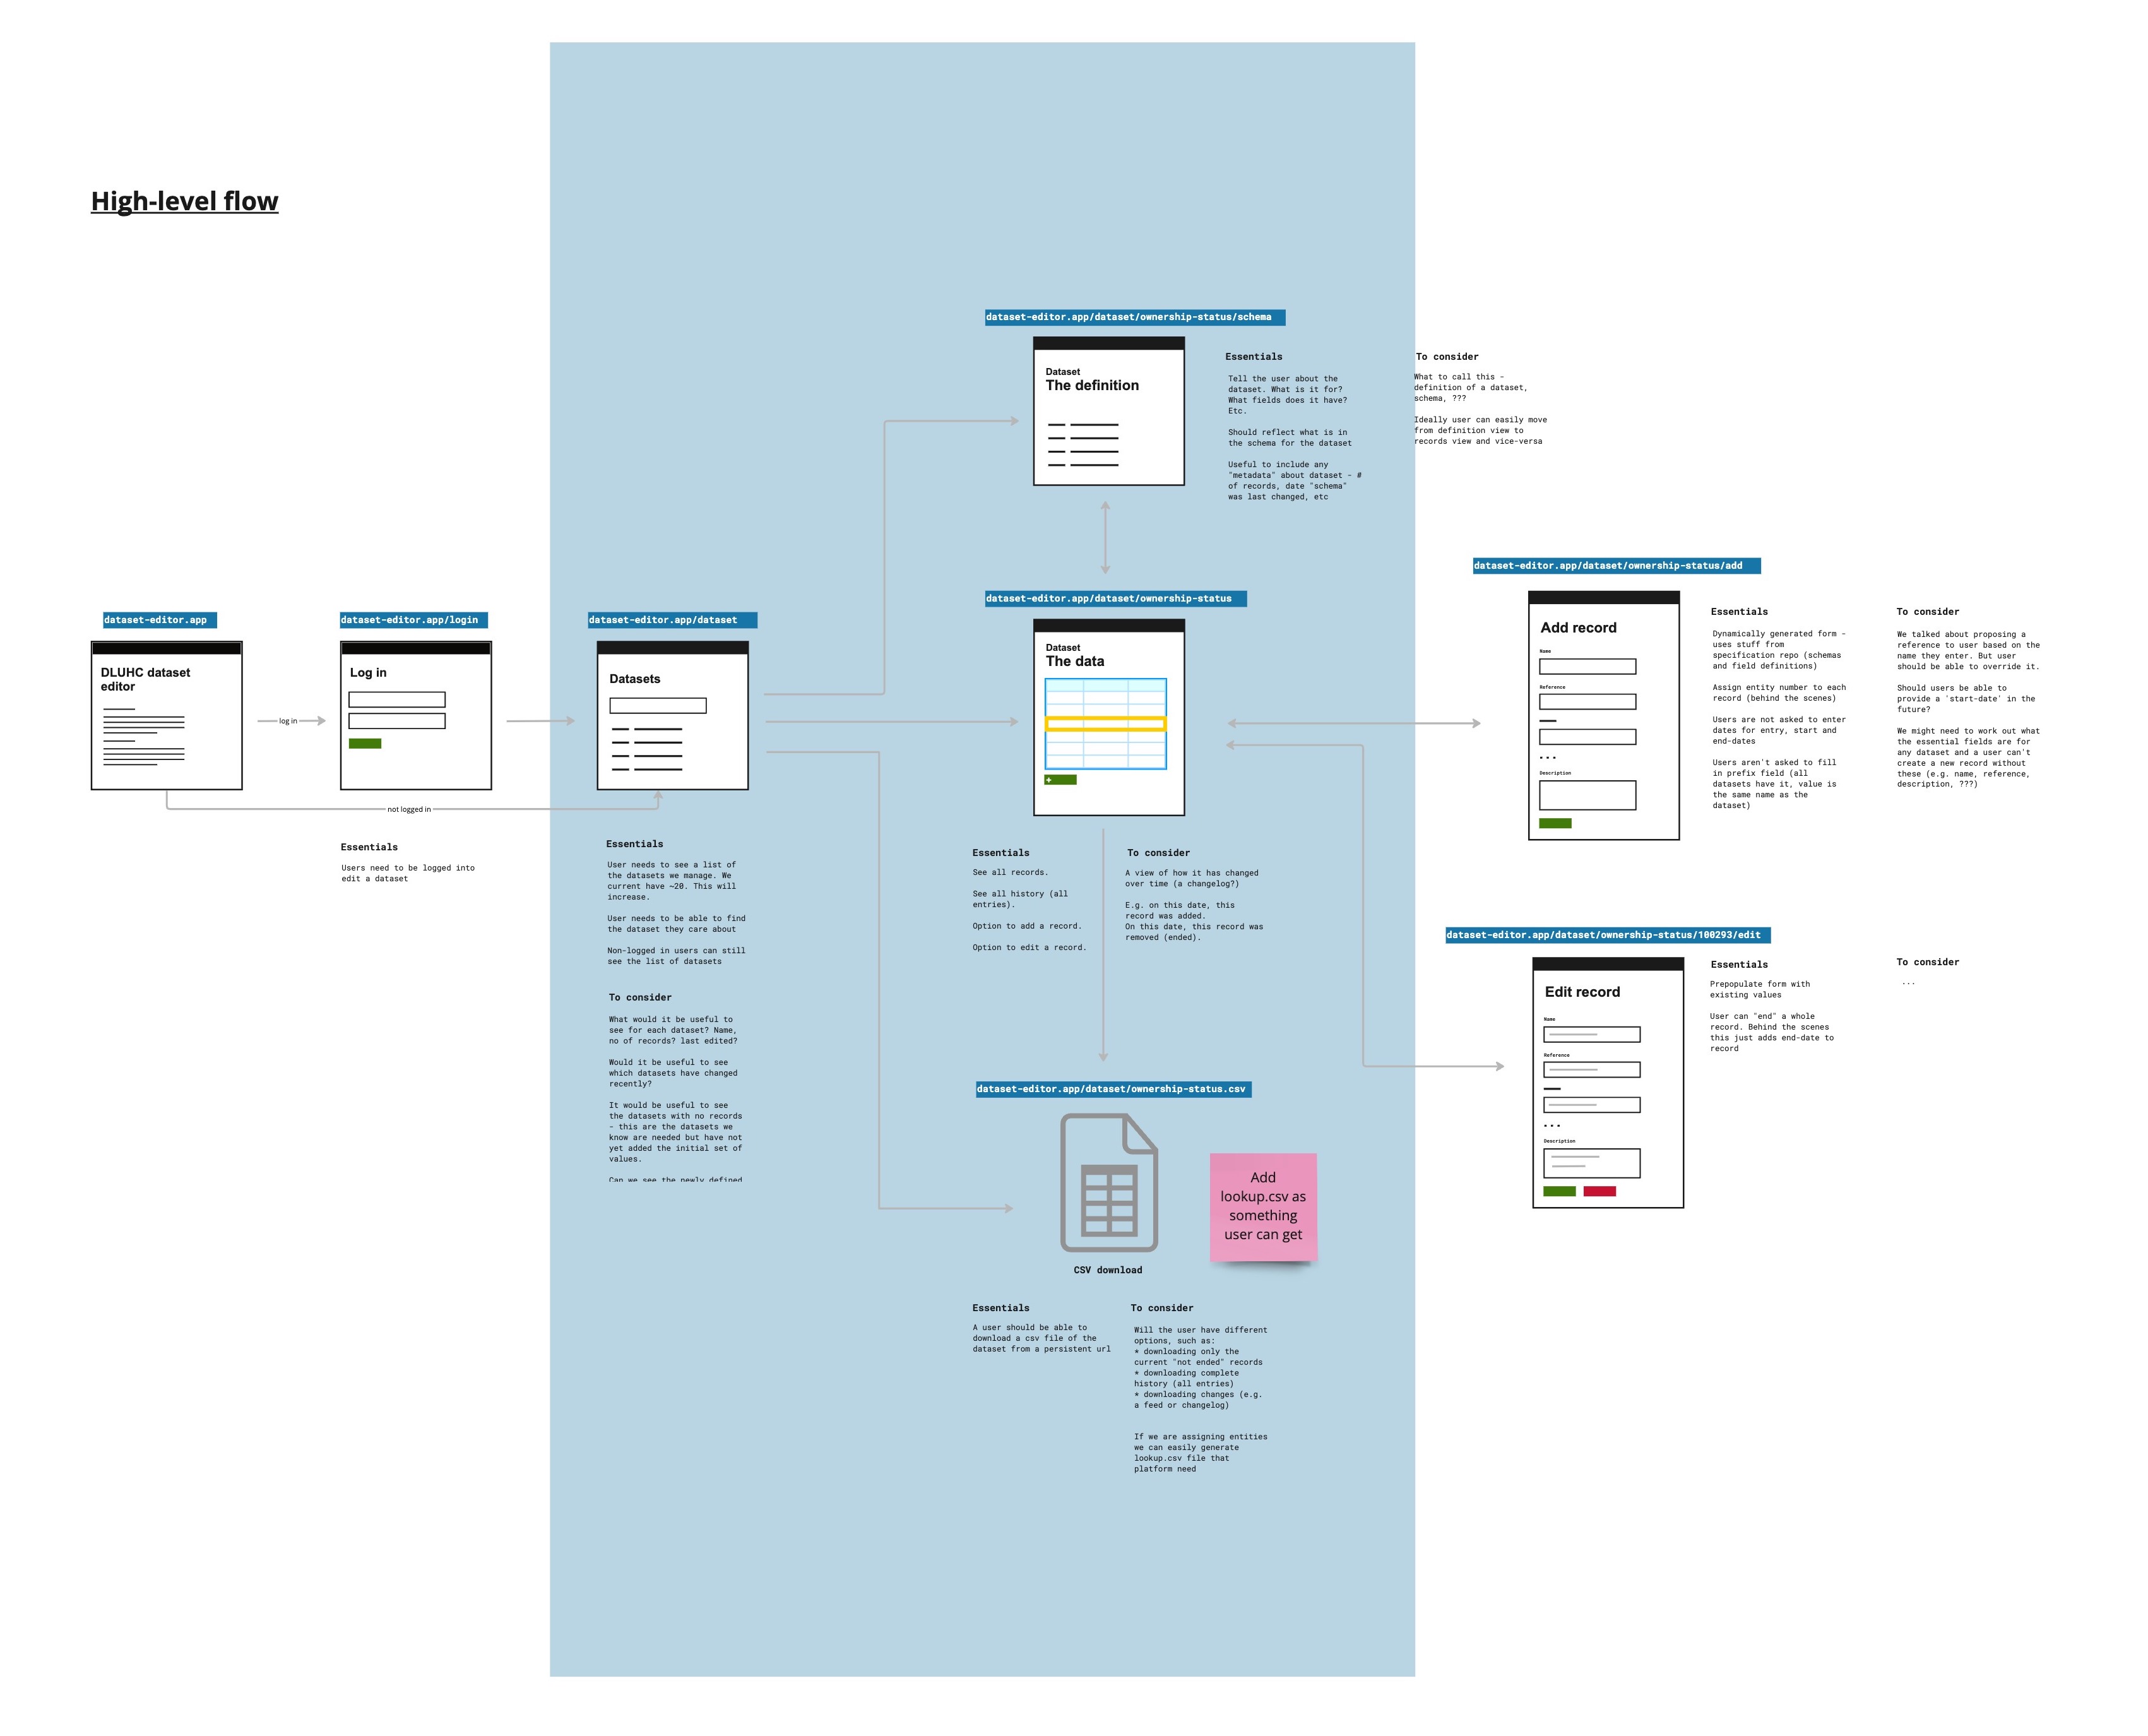 High-level flow
dataset-editor.app
DLUHC dataset
editor
log in
not logged in
dataset-editor.app/login
Log in
Essentials
Users need to be logged into
edit a dataset
dataset-editor.app/dataset
Datasets
Essentials
User needs to see a list of
the datasets we manage. We
current have ~20. This will
increase.
User needs to be able to find
the dataset they care about
Non-logged in users can still
see the list of datasets
To consider
What would it be useful to
see for each dataset? Name,
no of records? last edited?
Would it be useful to see
which datasets have changed
recently?
It would be useful to see
the datasets with no records
- this are the datasets we
know are needed but have not
yet added the initial set of
values.
Can we see the newly defined
dataset-editor.app/dataset/ownership-status/schema
Dataset
The definition
Essentials
Tell the user about the
dataset. What is it for?
What fields does it have?
Etc.
Should reflect what is in
the schema for the dataset
Useful to include any
"metadata" about dataset - #
of records, date "schema"
was last changed, etc
To consider
What to call this -
definition of a dataset,
schema, ???
Ideally user can easily move
from definition view to
records view and vice-versa
dataset-editor.app/dataset/ownership-status
Dataset
The data
+
Essentials
See all records.
See all history (all
entries).
Option to add a record.
Option to edit a record.
To consider
A view of how it has changed
over time (a changelog?)
E.g. on this date, this
record was added.
On this date, this record was
removed (ended).
dataset-editor.app/dataset/ownership-status.csv
CSV download
Add
lookup.csv as
something
user can get
Essentials
A user should be able to
download a csv file of the
dataset from a persistent url
To consider
Will the user have different
options, such as:
* downloading only the
current "not ended" records
* downloading complete
history (all entries)
* downloading changes (e.g.
a feed or changelog)
If we are assigning entities
we can easily generate
lookup.csv file that
platform need
dataset-editor.app/dataset/ownership-status/add
Add record
Name
Reference
...
Description
Essentials
Dynamically generated form -
uses stuff from
specification repo (schemas
and field definitions)
Assign entity number to each
record (behind the scenes)
Users are not asked to enter
dates for entry, start and
end-dates
Users aren't asked to fill
in prefix field (all
datasets have it, value is
the same name as the
dataset)
To consider
We talked about proposing a
reference to user based on the
name they enter. But user
should be able to override it.
Should users be able to
provide a 'start-date' in the
future?
We might need to work out what
the essential fields are for
any dataset and a user can't
create a new record without
these (e.g. name, reference,
description, ???)
dataset-editor.app/dataset/ownership-status/100293/edit
Edit record
Name
Reference
...
Description
Essentials
Prepopulate form with
existing values
User can "end" a whole
record. Behind the scenes
this just adds end-date to
record
To consider
...